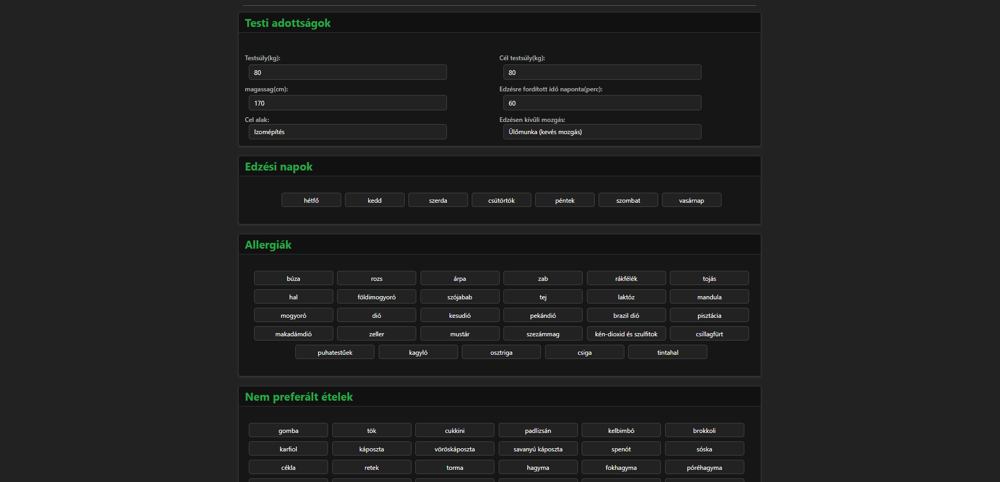 Testi adottságok
Testsúly(kg): Cél testsúly(kg):
80 80
magassag(cm): Edzésre fordított idő naponta(perc):
170 60
Cel alak: Edzésen kívüli mozgás:
Izomépítés Ülőmunka (kevés mozgás)
Edzési napok
hétfő kedd szerda csütörtök péntek szombat vasárnap
Allergiák
búza rozs árpa zab rákfélék tojás
hal földimogyoró szójabab tej laktóz mandula
mogyoró dió kesudió pekándió brazil dió pisztácia
makadámdió zeller mustár szezámmag kén-dioxid és szulfitok csillagfürt
puhatestűek kagyló osztriga csiga tintahal
Nem preferált ételek
gomba tök cukkini padlizsán kelbimbó brokkoli
karfiol káposzta vöröskáposzta savanyú káposzta spenót sóska
cékla retek torma hagyma fokhagyma póréhagyma